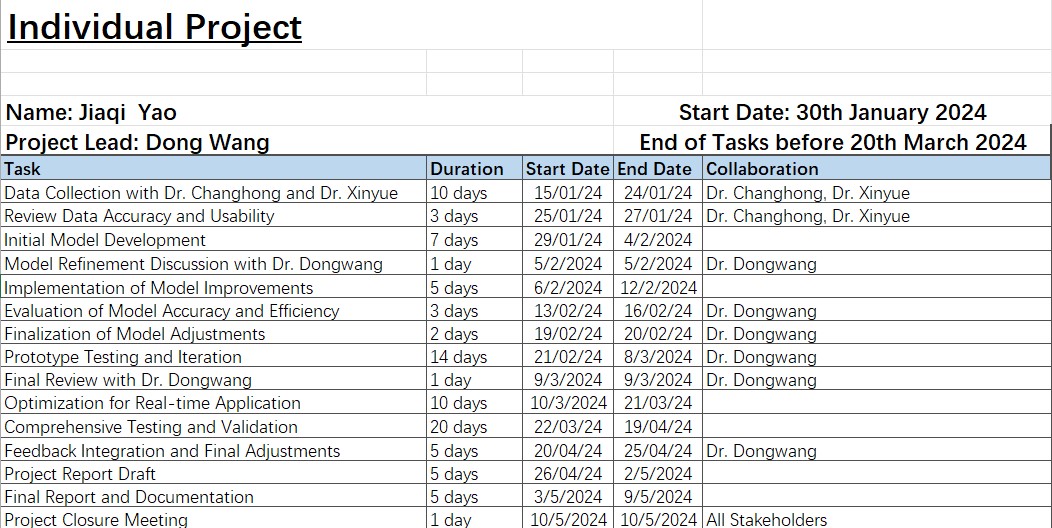 Individual Project
Name: Jiaqi  Yao Start Date: 30th January 2024
Project Lead: Dong Wang End of Tasks before 20th March 2024
Task Duration Start Date End Date Collaboration
Data Collection with Dr. Changhong and Dr. Xinyue 10 days 15/01/24 24/01/24 Dr. Changhong, Dr. Xinyue
Review Data Accuracy and Usability 3 days 25/01/24 27/01/24 Dr. Changhong, Dr. Xinyue
Initial Model Development 7 days 29/01/24 4/2/2024
Model Refinement Discussion with Dr. Dongwang 1 day 5/2/2024 5/2/2024 Dr. Dongwang
Implementation of Model Improvements 5 days 6/2/2024 12/2/2024
Evaluation of Model Accuracy and Efficiency 3 days 13/02/24 16/02/24 Dr. Dongwang
Finalization of Model Adjustments 2 days 19/02/24 20/02/24 Dr. Dongwang
Prototype Testing and Iteration 14 days 21/02/24 8/3/2024 Dr. Dongwang
Final Review with Dr. Dongwang 1 day 9/3/2024 9/3/2024 Dr. Dongwang
Optimization for Real-time Application 10 days 10/3/2024 21/03/24
Comprehensive Testing and Validation 20 days 22/03/24 19/04/24
Feedback Integration and Final Adjustments 5 days 20/04/24 25/04/24 Dr. Dongwang
Project Report Draft 5 days 26/04/24 2/5/2024
Final Report and Documentation 5 days 3/5/2024 9/5/2024
Project Closure Meeting 1 day 10/5/2024 10/5/2024 All Stakeholders